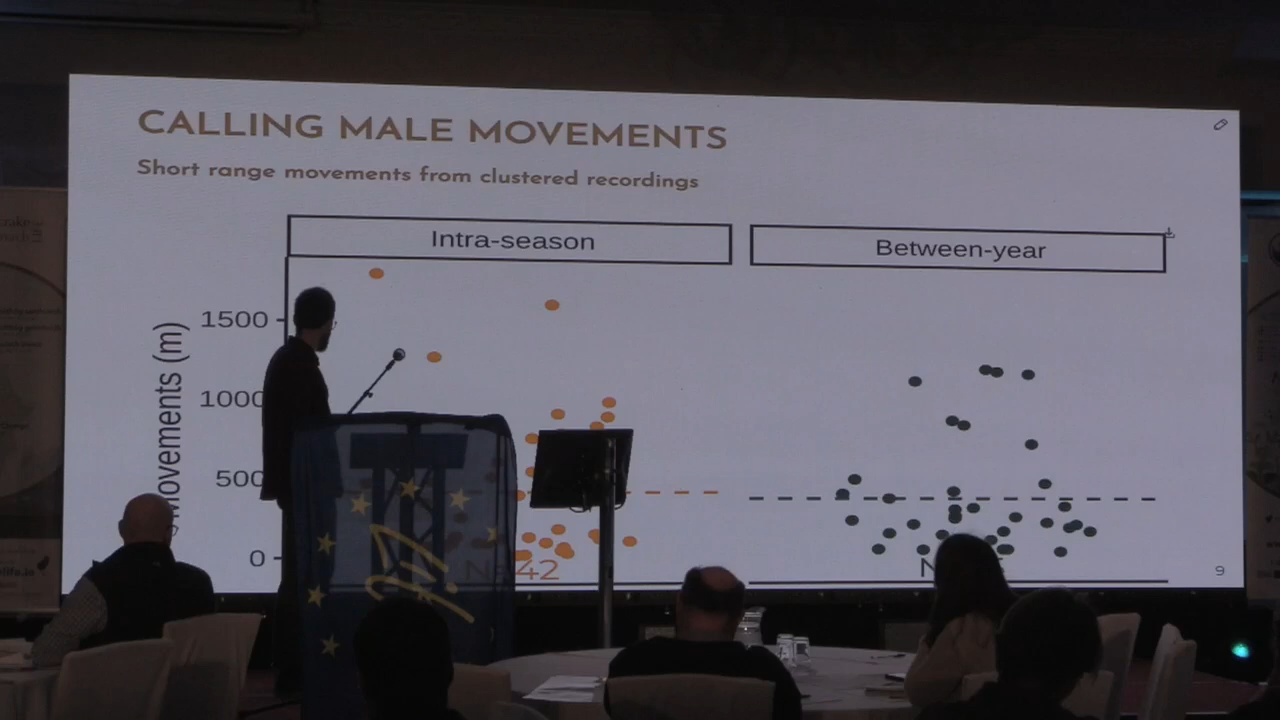 CALLING MALE MOVEMENTS
Short range movements from clustered recordings
Intra-season
Between-year
Movements (m)
1500
1000
500
0
42
9